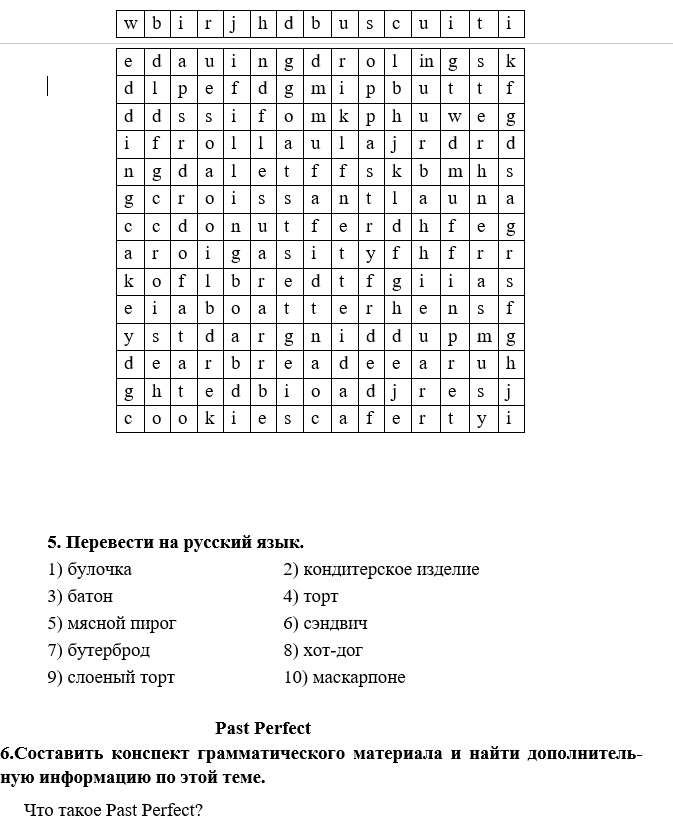 w b i r j h d b u s c u i t i
e d a u i n g d r o l in g s k
d l p e f d g m i p b u t t f
d d s s i f o m k p h u w e g
i f r o l l a u l a j r d r d
n g d a l e t f f s k b m h s
g c r o i s s a n t l a u n a
c c d o n u t f e r d h f e g
a r o i g a s i t y f h f r r
k o f l b r e d t f g i i a s
e i a b o a t t e r h e n s f
y s t d a r g n i d d u p m g
d e a r b r e a d e e a r u h
g h t e d b i o a d j r e s j
c o o k i e s c a f e r t y i
5. Перевести на русский язык.
1) булочка 2) кондитерское изделие
3) батон 4) торт
5) мясной пирог 6) сэндвич
7) бутерброд 8) хот-дог
9) слоеный торт 10) маскарпоне
Past Perfect
6.Составить конспект грамматического материала и найти дополнитель-
ную информацию по этой теме.
Что такое Past Perfect?